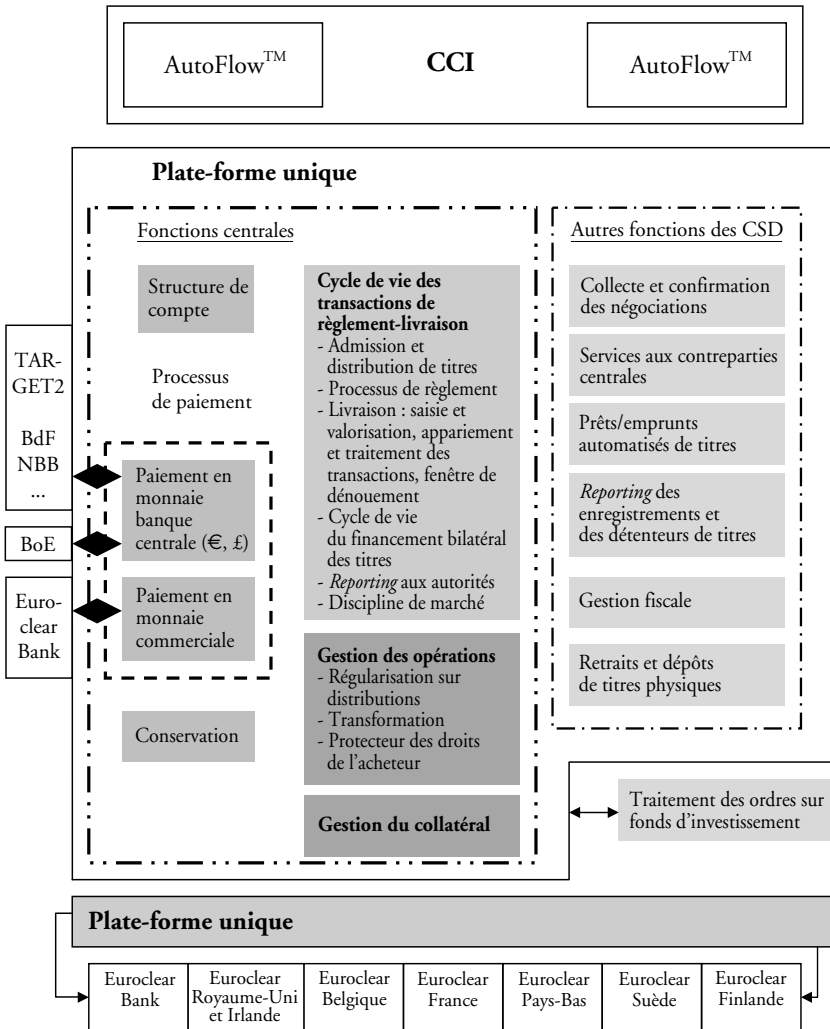 AutoFlow™
CCI
AutoFlow™
Plate-forme unique
Fonctions centrales
Structure de
compte
Processus
de paiement
Paiement en
monnaie
banque
centrale (€, £)
Paiement en
monnaie
commerciale
Conservation
TAR-
GET2
BdF
NBB
...
BoE
Euro-
clear
Bank
Cycle de vie des
transactions de
règlement-livraison
- Admission et
distribution de titres
- Processus de règlement
- Livraison : saisie et
valorisation, appariement
et traitement des
transactions, fenêtre de
dénouement
- Cycle de vie
du financement bilatéral
des titres
- Reporting aux autorités
- Discipline de marché
Gestion des opérations
- Régularisation sur
distributions
- Transformation
- Protecteur des droits
de l’acheteur
Gestion du collatéral
Autres fonctions des CSD
Collecte et confirmation
des négociations
Services aux contreparties
centrales
Prêts/emprunts
automatisés de titres
Reporting des
enregistrements et
des détenteurs de titres
Gestion fiscale
Retraits et dépôts
de titres physiques
Traitement des ordres sur
fonds d’investissement
Plate-forme unique
Euroclear
Bank
Euroclear
Royaume-Uni
et Irlande
Euroclear
Belgique
Euroclear
France
Euroclear
Pays-Bas
Euroclear
Suède
Euroclear
Finlande